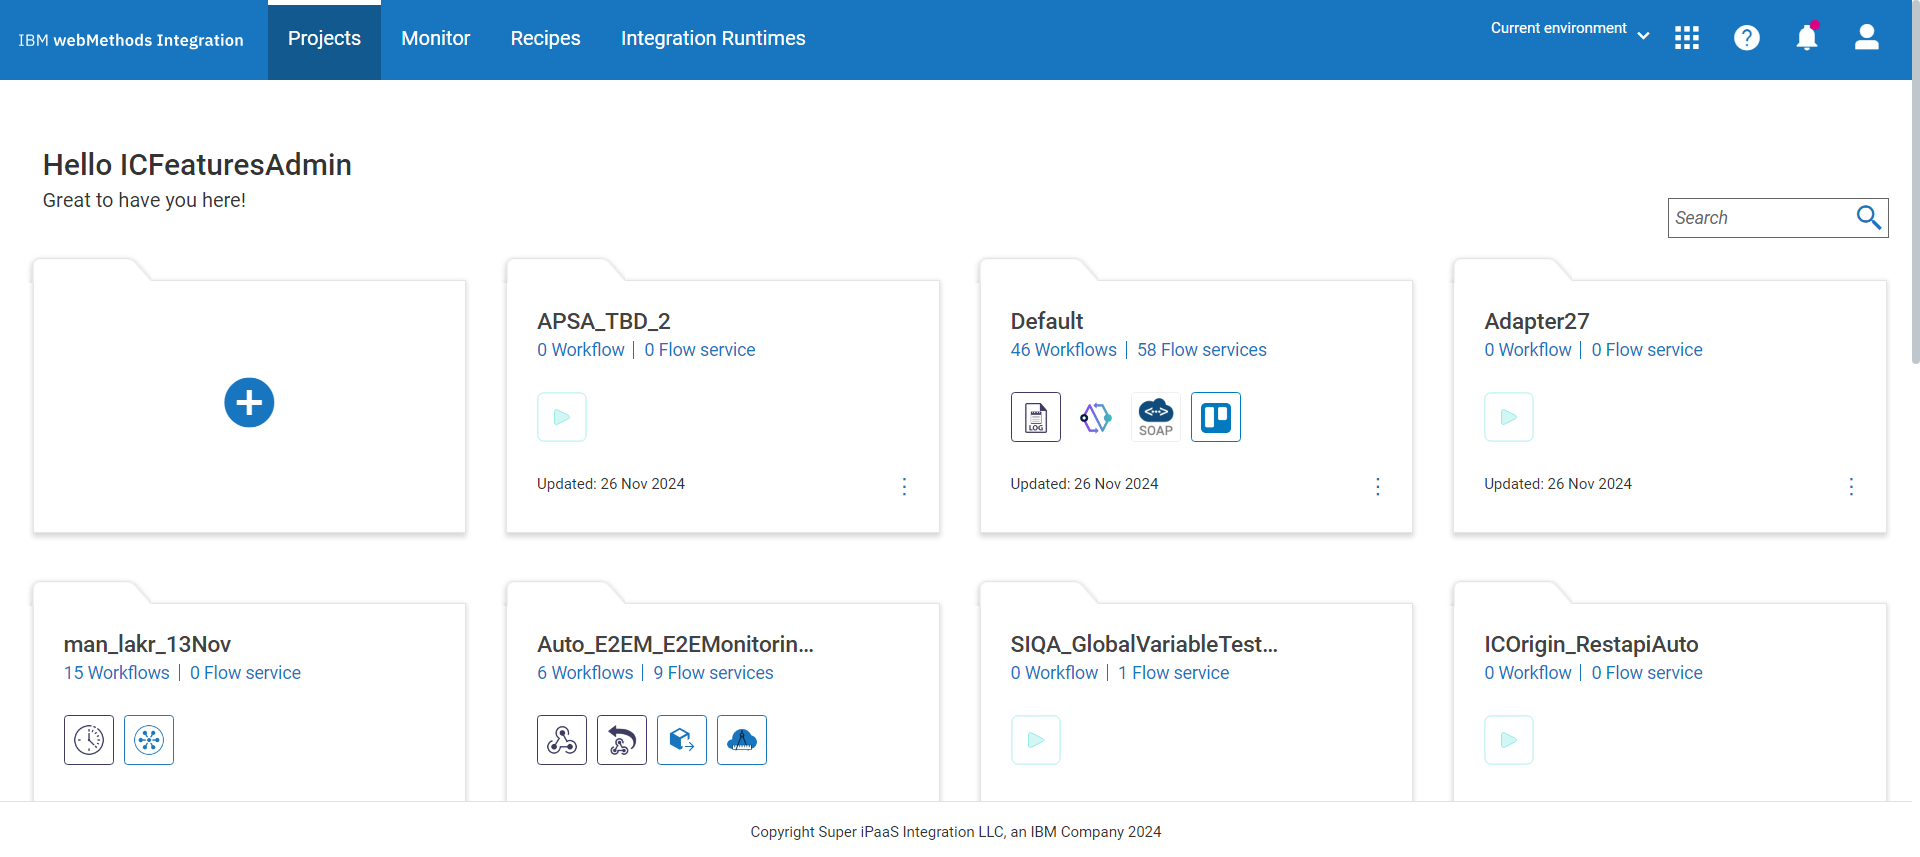 IBM webMethods Integration
Projects
Monitor
Recipes
Integration Runtimes
Current environment
Hello ICFeaturesAdmin
Great to have you here!
Search
APSA_TBD_2
0 Workflow | 0 Flow service
Updated: 26 Nov 2024
Default
46 Workflows | 58 Flow services
LOG
SOAP
Updated: 26 Nov 2024
Adapter27
0 Workflow | 0 Flow service
Updated: 26 Nov 2024
man_lakr_13Nov
15 Workflows | 0 Flow service
Auto_E2EM_E2EMonitorin...
6 Workflows | 9 Flow services
SIQA_GlobalVariableTest...
0 Workflow | 1 Flow service
ICOrigin_RestapiAuto
0 Workflow | 0 Flow service
Copyright Super iPaaS Integration LLC, an IBM Company 2024